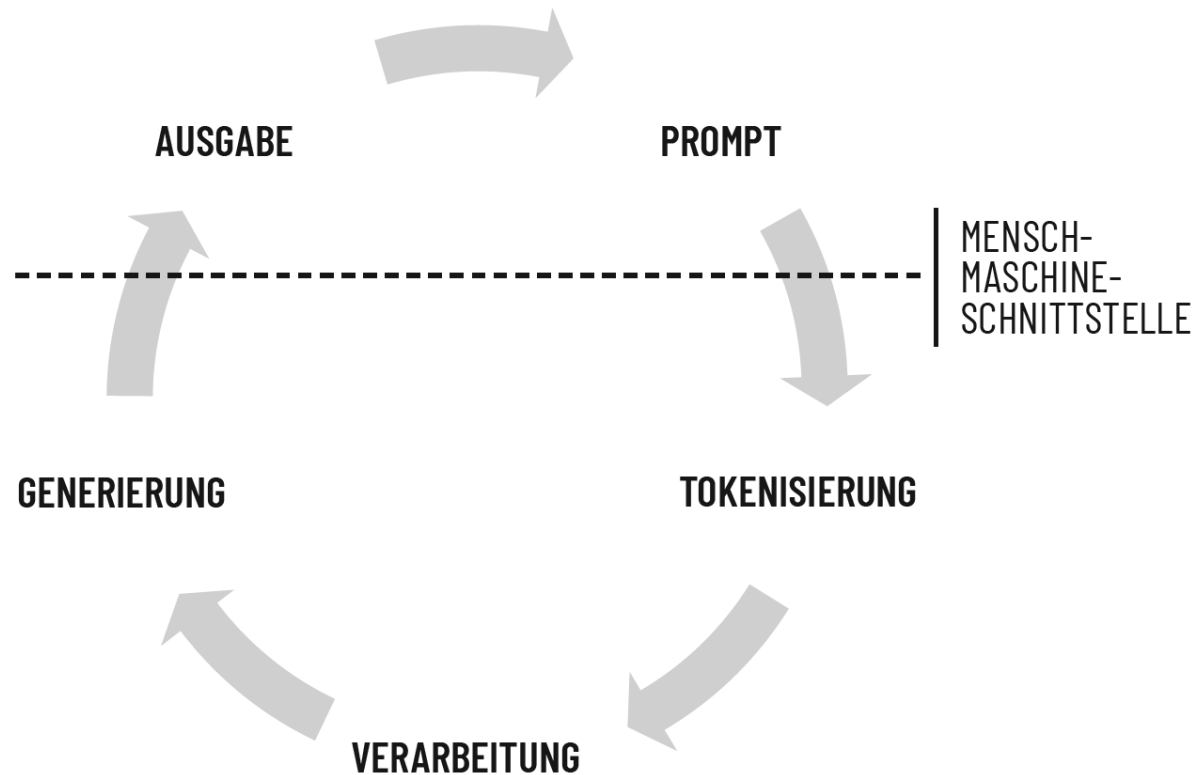 AUSGABE
PROMPT
MENSCH-
MASCHINE-
SCHNITTSTELLE
GENERIERUNG
TOKENISIERUNG
VERARBEITUNG